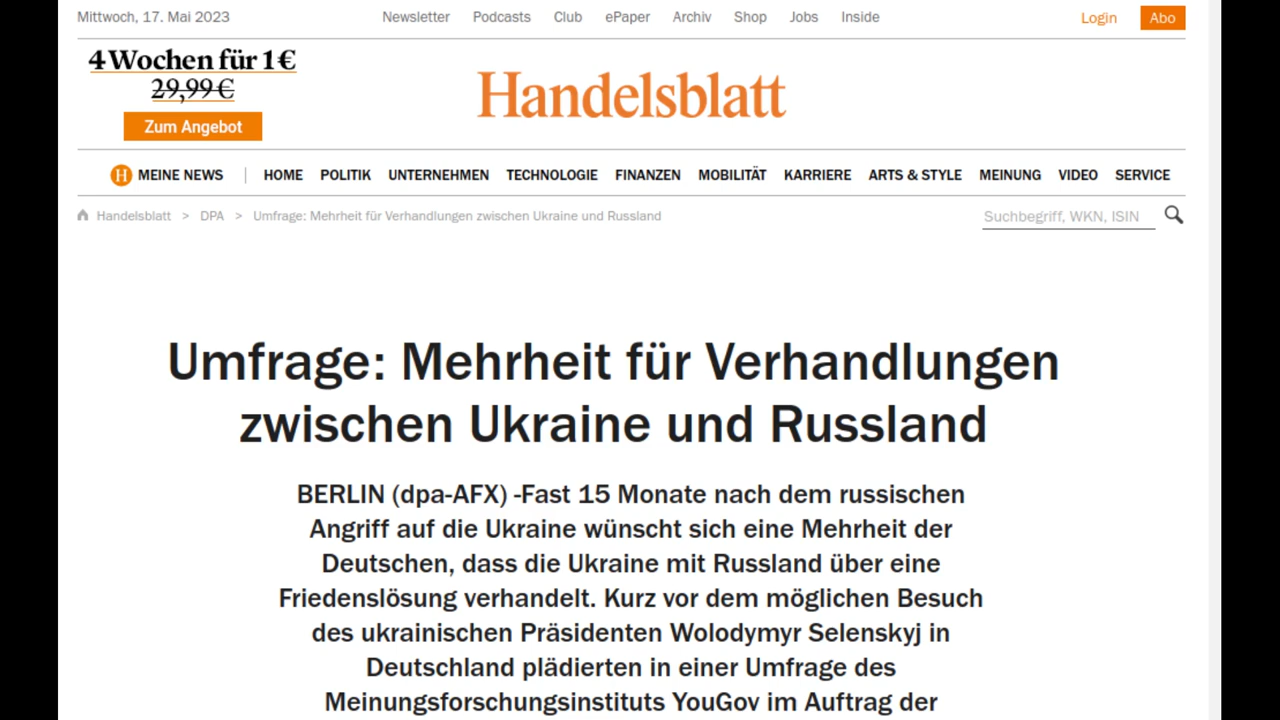 Mittwoch, 17. Mai 2023 Newsletter Podcasts Club ePaper Archiv Shop Jobs Inside Login Abo
4 Wochen für 1 €
29,99 €
Zum Angebot
Handelsblatt
H MEINE NEWS HOME POLITIK UNTERNEHMEN TECHNOLOGIE FINANZEN MOBILITÄT KARRIERE ARTS & STYLE MEINUNG VIDEO SERVICE
Handelsblatt > DPA > Umfrage: Mehrheit für Verhandlungen zwischen Ukraine und Russland Suchbegriff, WKN, ISIN
Umfrage: Mehrheit für Verhandlungen
zwischen Ukraine und Russland
BERLIN (dpa-AFX) -Fast 15 Monate nach dem russischen
Angriff auf die Ukraine wünscht sich eine Mehrheit der
Deutschen, dass die Ukraine mit Russland über eine
Friedenslösung verhandelt. Kurz vor dem möglichen Besuch
des ukrainischen Präsidenten Wolodymyr Selenskyj in
Deutschland plädierten in einer Umfrage des
Meinungsforschungsinstituts YouGov im Auftrag der